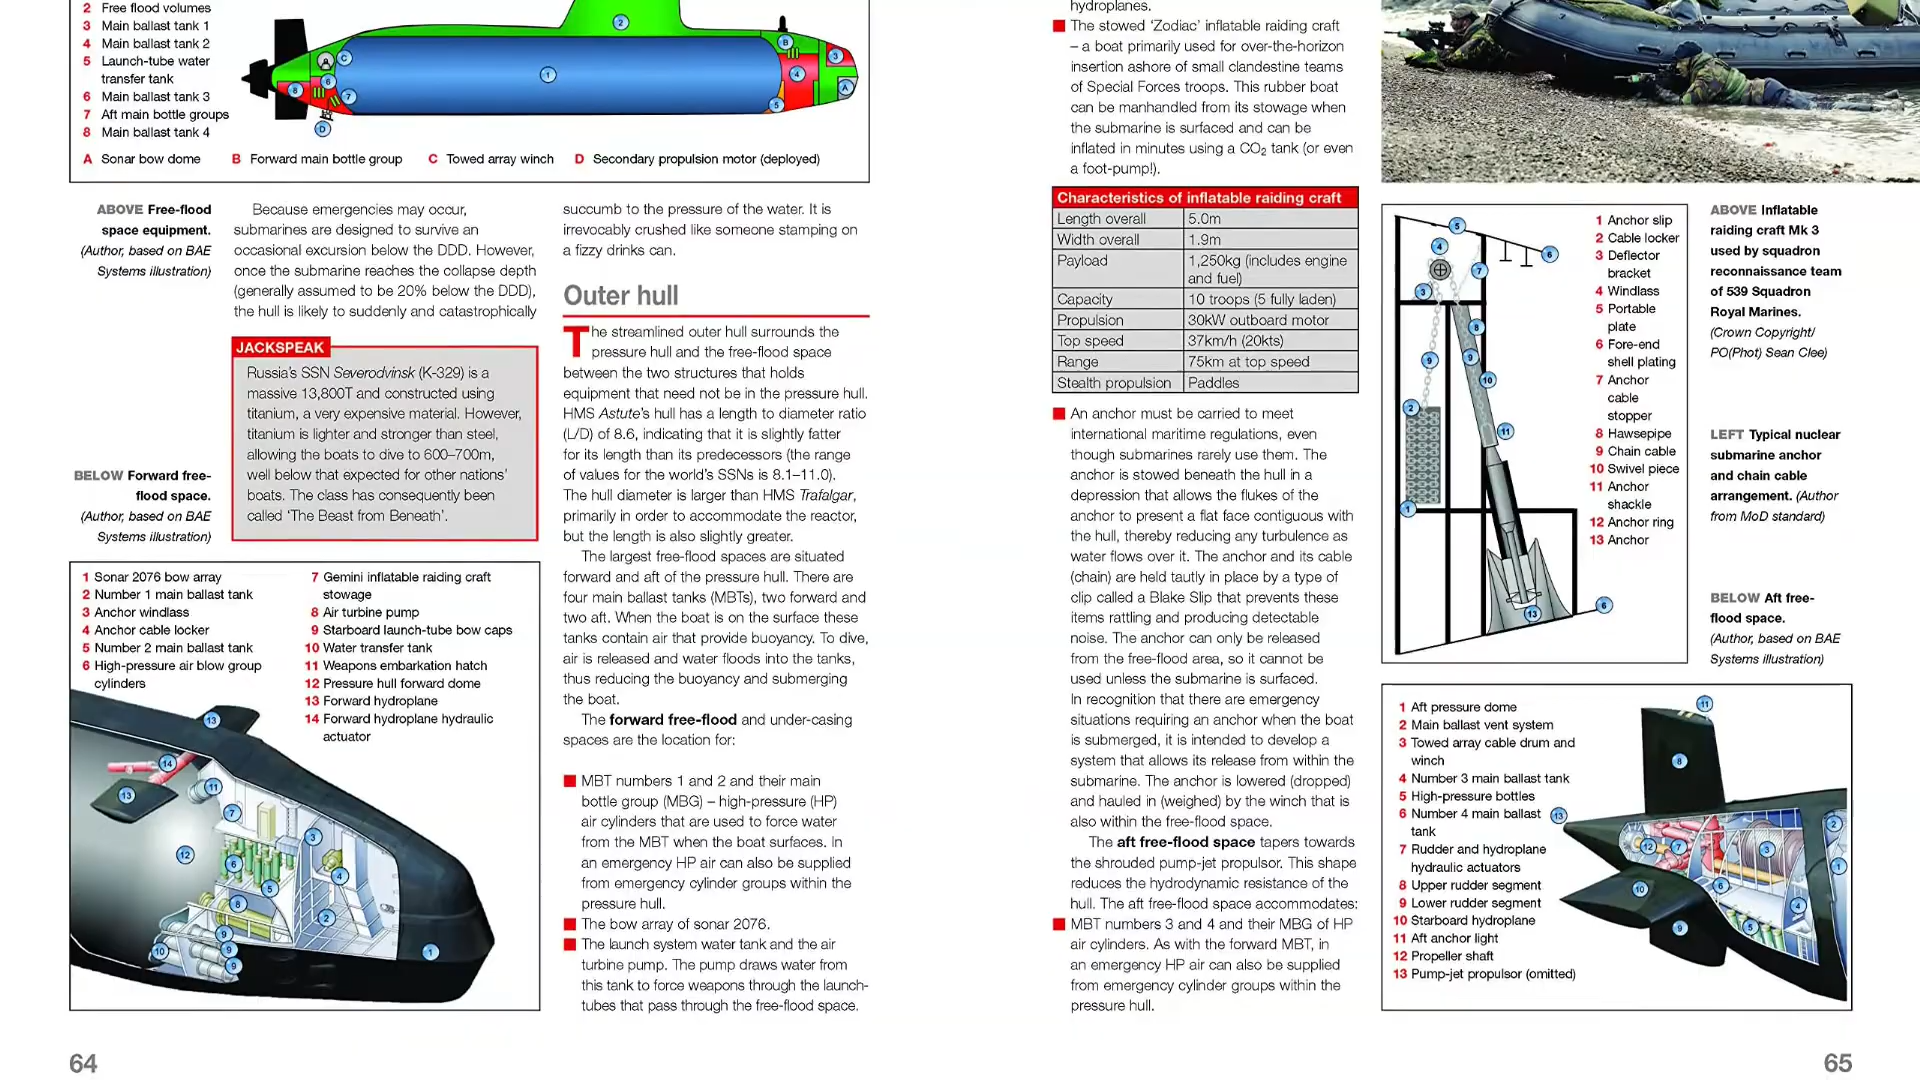 2 Free flood volumes
3 Main ballast tank 1
4 Main ballast tank 2
5 Launch-tube water
transfer tank
6 Main ballast tank 3
7 Aft main bottle groups
8 Main ballast tank 4
A Sonar bow dome B Forward main bottle group C Towed array winch D Secondary propulsion motor (deployed)
ABOVE Free-flood
space equipment.
(Author, based on BAE
Systems illustration)
BELOW Forward free-
flood space.
(Author, based on BAE
Systems illustration)
Because emergencies may occur,
submarines are designed to survive an
occasional excursion below the DDD. However,
once the submarine reaches the collapse depth
(generally assumed to be 20% below the DDD),
the hull is likely to suddenly and catastrophically
JACKSPEAK
Russia's SSN Severodvinsk (K-329) is a
massive 13,800T and constructed using
titanium, a very expensive material. However,
titanium is lighter and stronger than steel,
allowing the boats to dive to 600–700m,
well below that expected for other nations'
boats. The class has consequently been
called 'The Beast from Beneath'.
1 Sonar 2076 bow array
2 Number 1 main ballast tank
3 Anchor windlass
4 Anchor cable locker
5 Number 2 main ballast tank
6 High-pressure air blow group
cylinders
7 Gemini inflatable raiding craft
stowage
8 Air turbine pump
9 Starboard launch-tube bow caps
10 Water transfer tank
11 Weapons embarkation hatch
12 Pressure hull forward dome
13 Forward hydroplane
14 Forward hydroplane hydraulic
actuator
succumb to the pressure of the water. It is
irrevocably crushed like someone stamping on
a fizzy drinks can.
Outer hull
The streamlined outer hull surrounds the
pressure hull and the free-flood space
between the two structures that holds
equipment that need not be in the pressure hull.
HMS Astute's hull has a length to diameter ratio
(L/D) of 8.6, indicating that it is slightly fatter
for its length than its predecessors (the range
of values for the world's SSNs is 8.1–11.0).
The hull diameter is larger than HMS Trafalgar,
primarily in order to accommodate the reactor,
but the length is also slightly greater.
The largest free-flood spaces are situated
forward and aft of the pressure hull. There are
four main ballast tanks (MBTs), two forward and
two aft. When the boat is on the surface these
tanks contain air that provide buoyancy. To dive,
air is released and water floods into the tanks,
thus reducing the buoyancy and submerging
the boat.
The forward free-flood and under-casing
spaces are the location for:
MBT numbers 1 and 2 and their main
bottle group (MBG) – high-pressure (HP)
air cylinders that are used to force water
from the MBT when the boat surfaces. In
an emergency HP air can also be supplied
from emergency cylinder groups within the
pressure hull.
The bow array of sonar 2076.
The launch system water tank and the air
turbine pump. The pump draws water from
this tank to force weapons through the launch-
tubes that pass through the free-flood space.
64
hydroplanes.
The stowed 'Zodiac' inflatable raiding craft
– a boat primarily used for over-the-horizon
insertion ashore of small clandestine teams
of Special Forces troops. This rubber boat
can be manhandled from its stowage when
the submarine is surfaced and can be
inflated in minutes using a CO2 tank (or even
a foot-pump!).
Characteristics of inflatable raiding craft
Length overall 5.0m
Width overall 1.9m
Payload 1,250kg (includes engine
and fuel)
Capacity 10 troops (5 fully laden)
Propulsion 30kW outboard motor
Top speed 37km/h (20kts)
Range 75km at top speed
Stealth propulsion Paddles
An anchor must be carried to meet
international maritime regulations, even
though submarines rarely use them. The
anchor is stowed beneath the hull in a
depression that allows the flukes of the
anchor to present a flat face contiguous with
the hull, thereby reducing any turbulence as
water flows over it. The anchor and its cable
(chain) are held tautly in place by a type of
clip called a Blake Slip that prevents these
items rattling and producing detectable
noise. The anchor can only be released
from the free-flood area, so it cannot be
used unless the submarine is surfaced.
In recognition that there are emergency
situations requiring an anchor when the boat
is submerged, it is intended to develop a
system that allows its release from within the
submarine. The anchor is lowered (dropped)
and hauled in (weighed) by the winch that is
also within the free-flood space.
The aft free-flood space tapers towards
the shrouded pump-jet propulsor. This shape
reduces the hydrodynamic resistance of the
hull. The aft free-flood space accommodates:
MBT numbers 3 and 4 and their MBG of HP
air cylinders. As with the forward MBT, in
an emergency HP air can also be supplied
from emergency cylinder groups within the
pressure hull.
1 Anchor slip
2 Cable locker
3 Deflector
bracket
4 Windlass
5 Portable
plate
6 Fore-end
shell plating
7 Anchor
cable
stopper
8 Hawsepipe
9 Chain cable
10 Swivel piece
11 Anchor
shackle
12 Anchor ring
13 Anchor
ABOVE Inflatable
raiding craft Mk 3
used by squadron
reconnaissance team
of 539 Squadron
Royal Marines.
(Crown Copyright/
PO(Phot) Sean Clee)
LEFT Typical nuclear
submarine anchor
and chain cable
arrangement. (Author
from MoD standard)
BELOW Aft free-
flood space.
(Author, based on BAE
Systems illustration)
1 Aft pressure dome
2 Main ballast vent system
3 Towed array cable drum and
winch
4 Number 3 main ballast tank
5 High-pressure bottles
6 Number 4 main ballast
tank
7 Rudder and hydroplane
hydraulic actuators
8 Upper rudder segment
9 Lower rudder segment
10 Starboard hydroplane
11 Aft anchor light
12 Propeller shaft
13 Pump-jet propulsor (omitted)
65